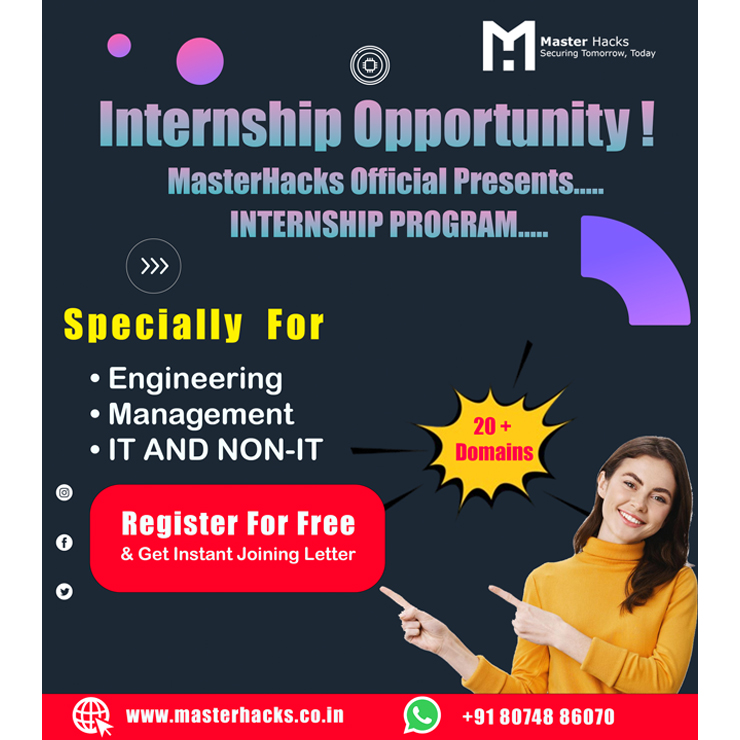 Master Hacks
Securing Tomorrow, Today
Internship Opportunity !
MasterHacks Official Presents.....
INTERNSHIP PROGRAM.....
Specially For
• Engineering
• Management
• IT AND NON-IT
20 +
Domains
Register For Free
& Get Instant Joining Letter
www.masterhacks.co.in
+91 80748 86070